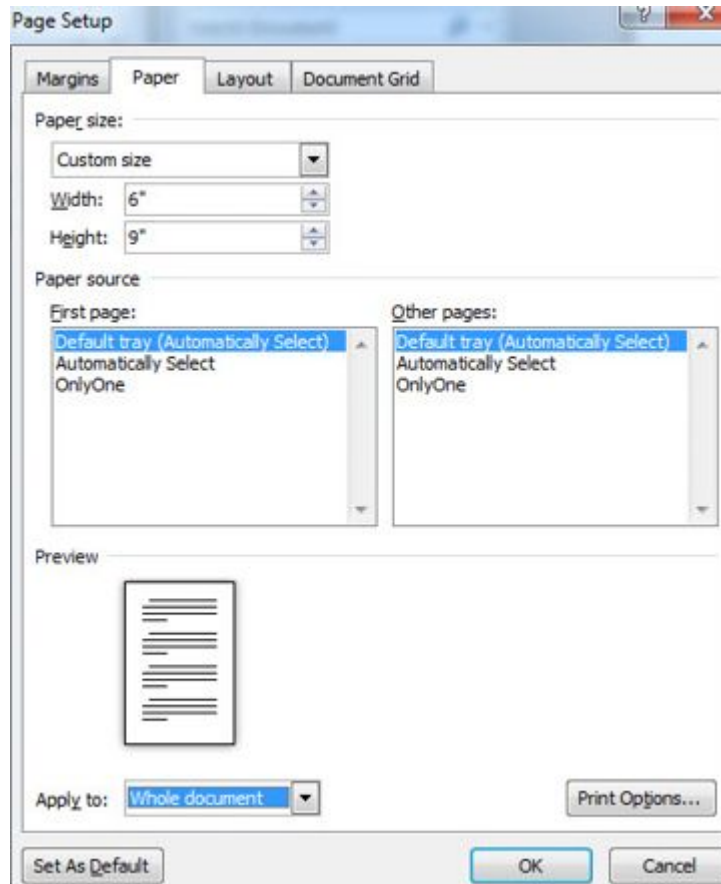 Page Setup
Margins
Paper
Layout
Document Grid
Paper size:
Custom size
Width: 6"
Height: 9"
Paper source
First page:
Default tray (Automatically Select)
Automatically Select
OnlyOne
Other pages:
Default tray (Automatically Select)
Automatically Select
OnlyOne
Preview
Apply to: Whole document
Print Options...
Set As Default
OK
Cancel